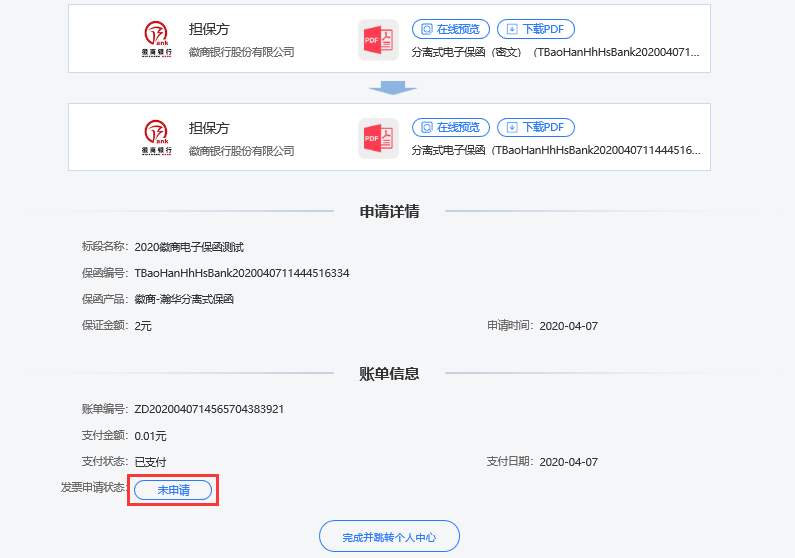 担保方
徽商银行股份有限公司
徽商银行
PDF
在线预览
下载PDF
分离式电子保函（密文）（TBaoHanHhHsBank202004071...
担保方
徽商银行股份有限公司
徽商银行
PDF
在线预览
下载PDF
分离式电子保函（TBaoHanHhHsBank2020040711444516...
申请详情
标段名称：2020徽商电子保函测试
保函编号：TBaoHanHhHsBank2020040711444516334
保函产品：徽商-瀚华分离式保函
保证金额：2元
申请时间：2020-04-07
账单信息
账单编号：ZD2020040714565704383921
支付金额：0.01元
支付状态：已支付
支付日期：2020-04-07
发票申请状态：未申请
完成并跳转个人中心